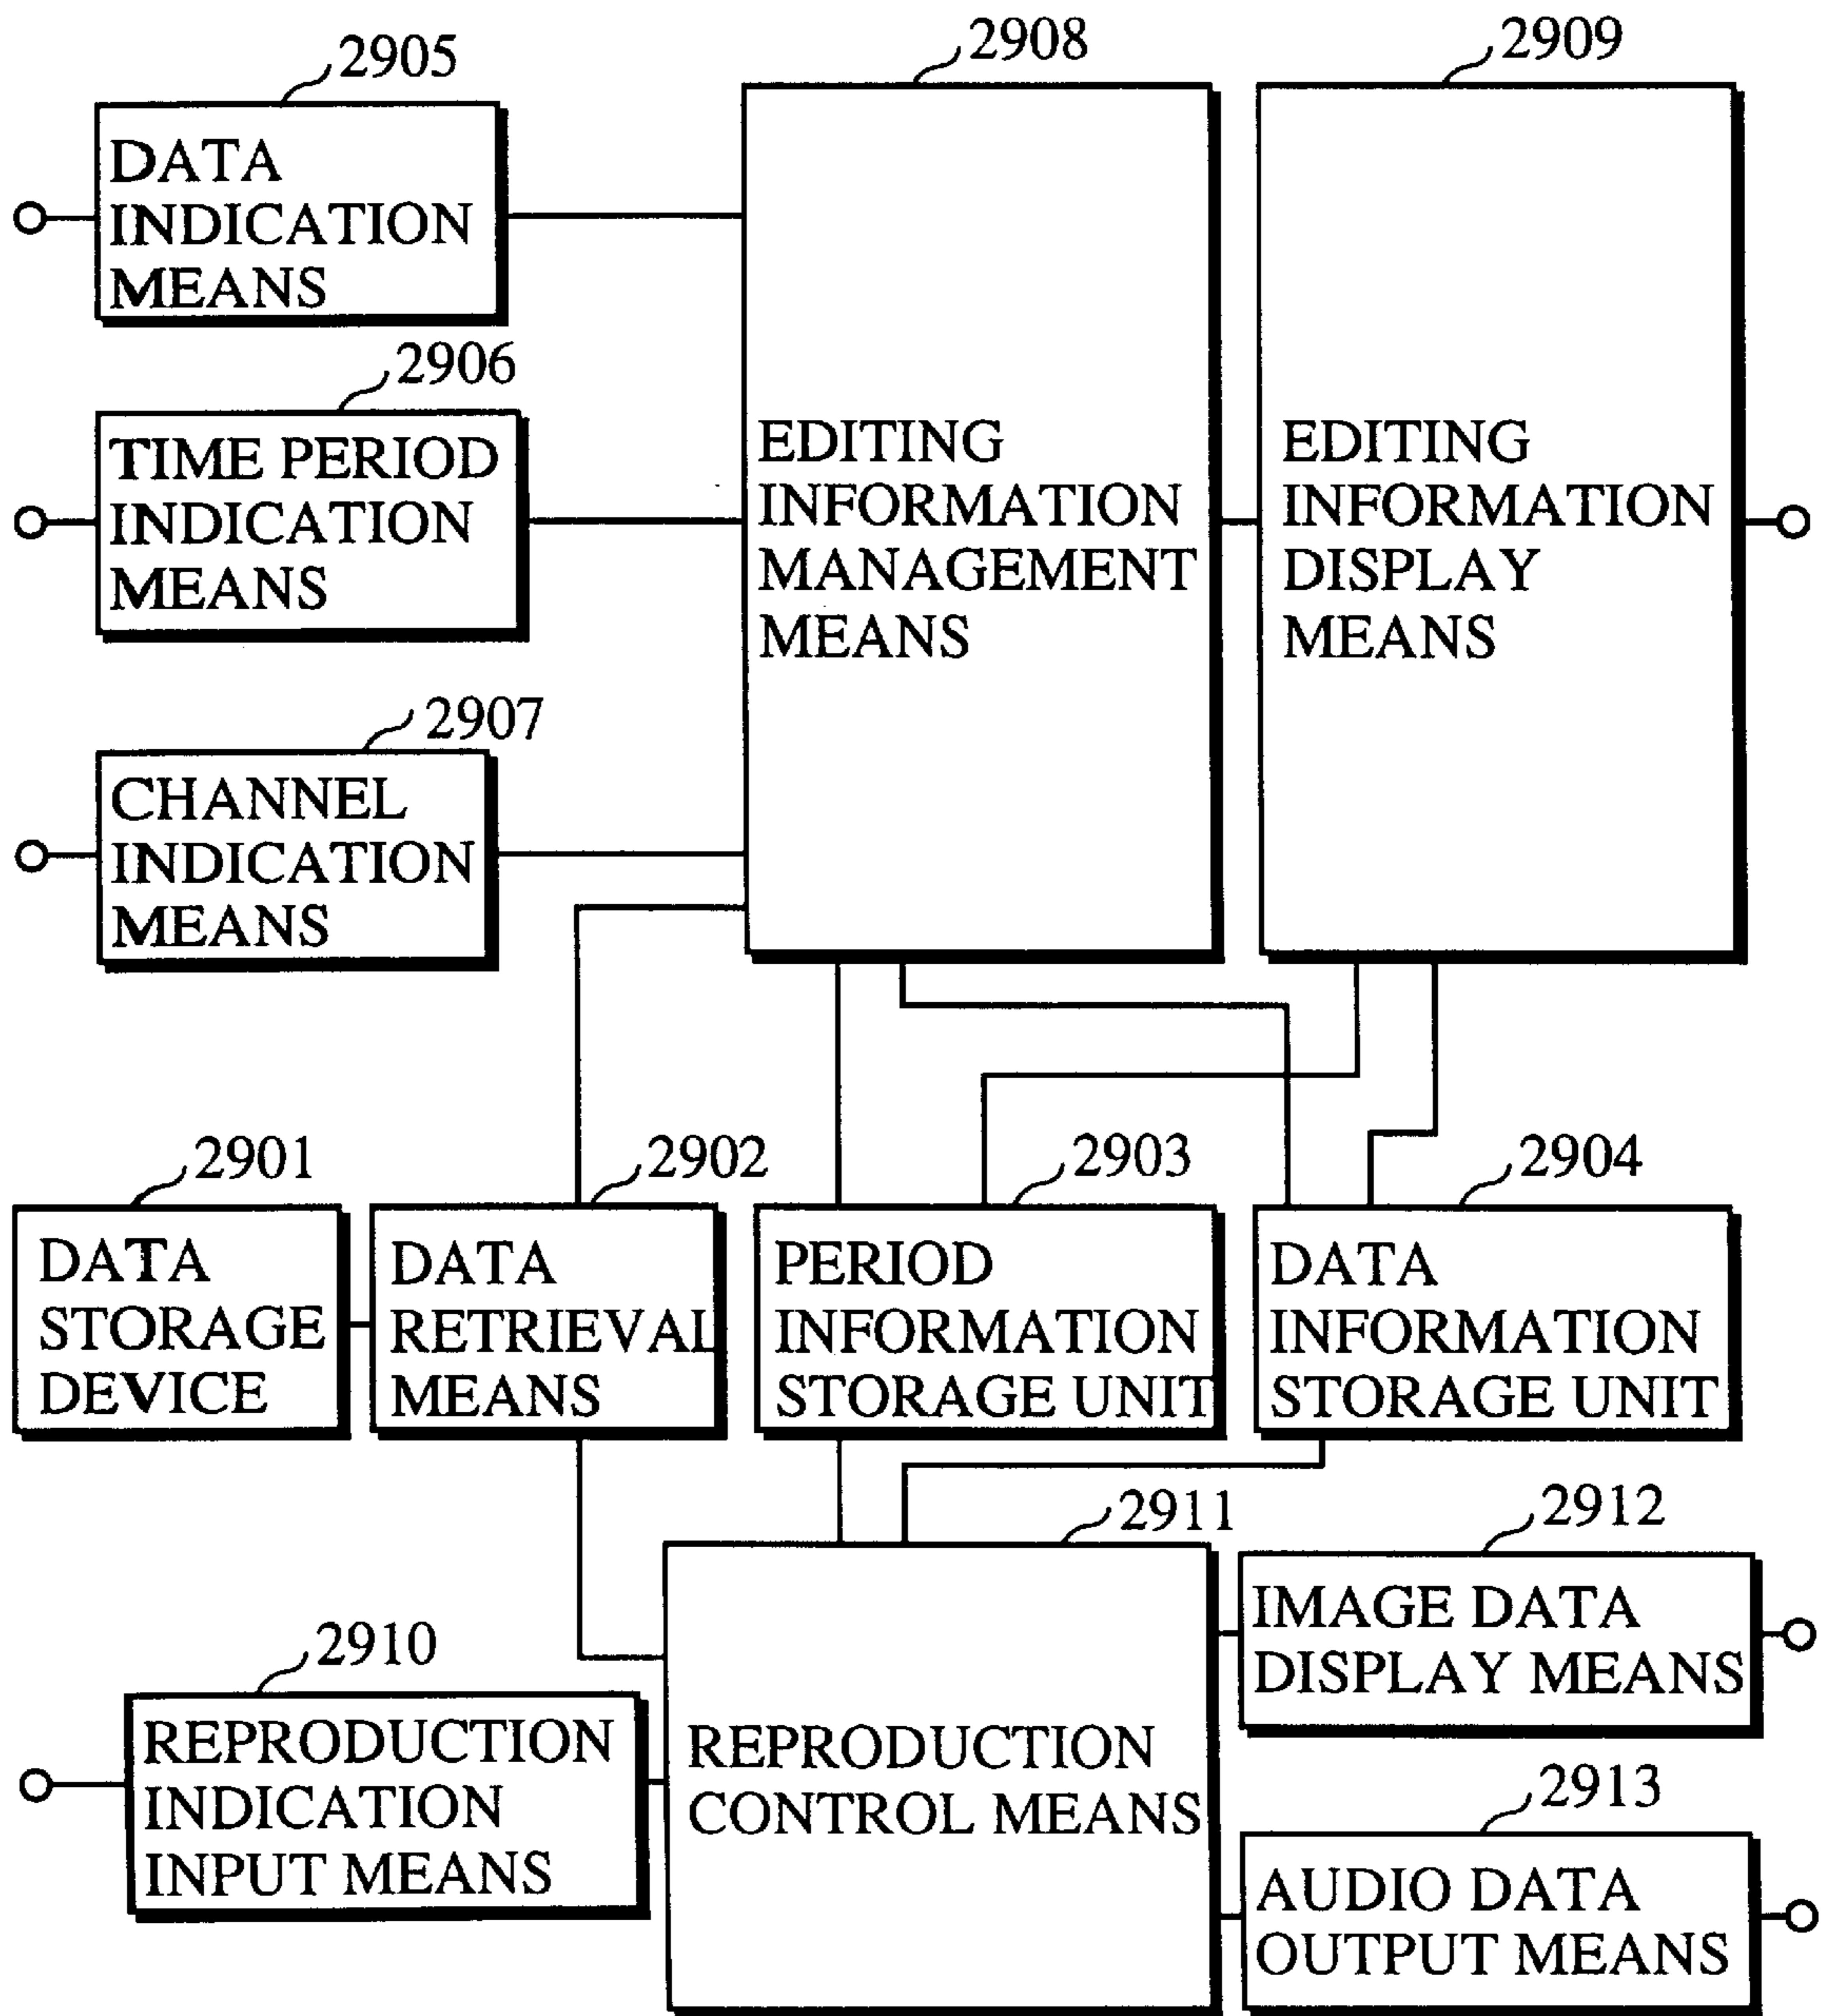 2905
2908
2909
DATA
INDICATION
MEANS
2906
TIME PERIOD
INDICATION
MEANS
EDITING
INFORMATION
MANAGEMENT
MEANS
EDITING
INFORMATION
DISPLAY
MEANS
2907
CHANNEL
INDICATION
MEANS
2901
2902
2903
2904
DATA
STORAGE
DEVICE
DATA
RETRIEVAL
MEANS
PERIOD
INFORMATION
STORAGE UNIT
DATA
INFORMATION
STORAGE UNIT
2911
2912
2910
REPRODUCTION
INDICATION
INPUT MEANS
REPRODUCTION
CONTROL MEANS
IMAGE DATA
DISPLAY MEANS
2913
AUDIO DATA
OUTPUT MEANS